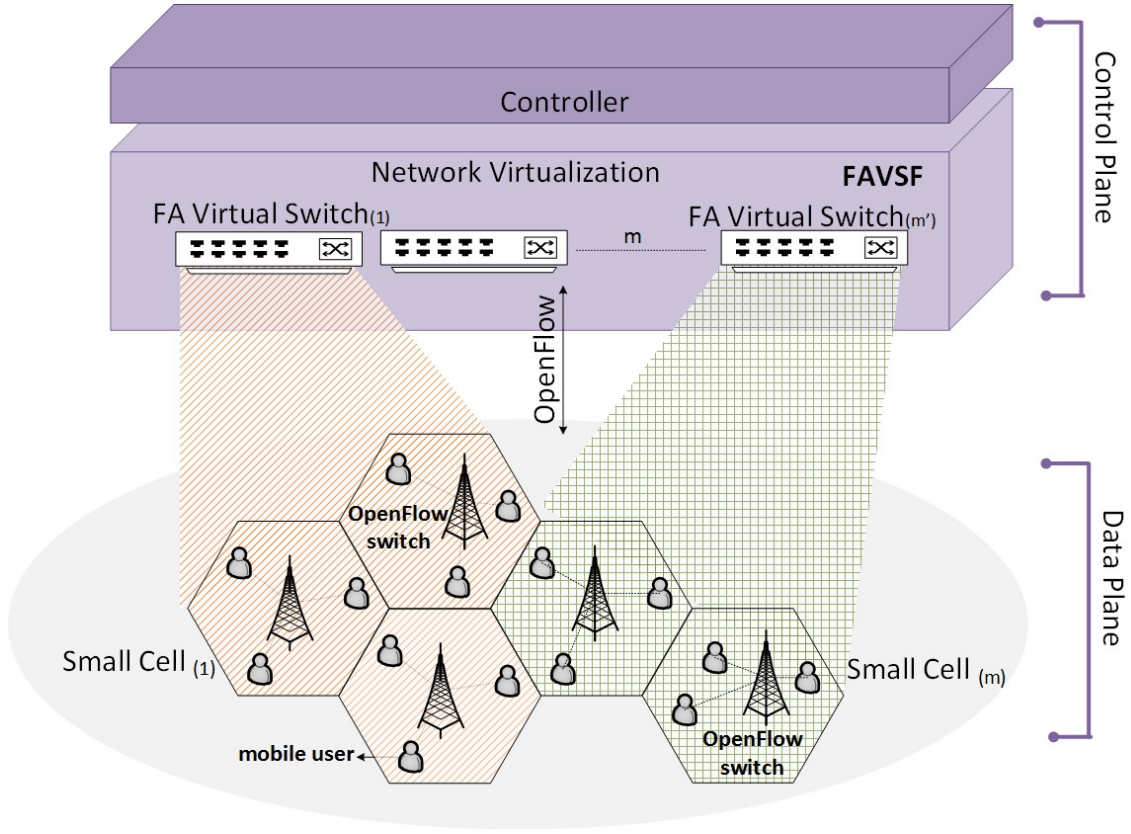 Controller
Control Plane
Network Virtualization
FAVSF
FA Virtual Switch(1)
FA Virtual Switch(m')
m
OpenFlow
OpenFlow
switch
Data Plane
Small Cell (1)
Small Cell (m)
mobile user
OpenFlow
switch